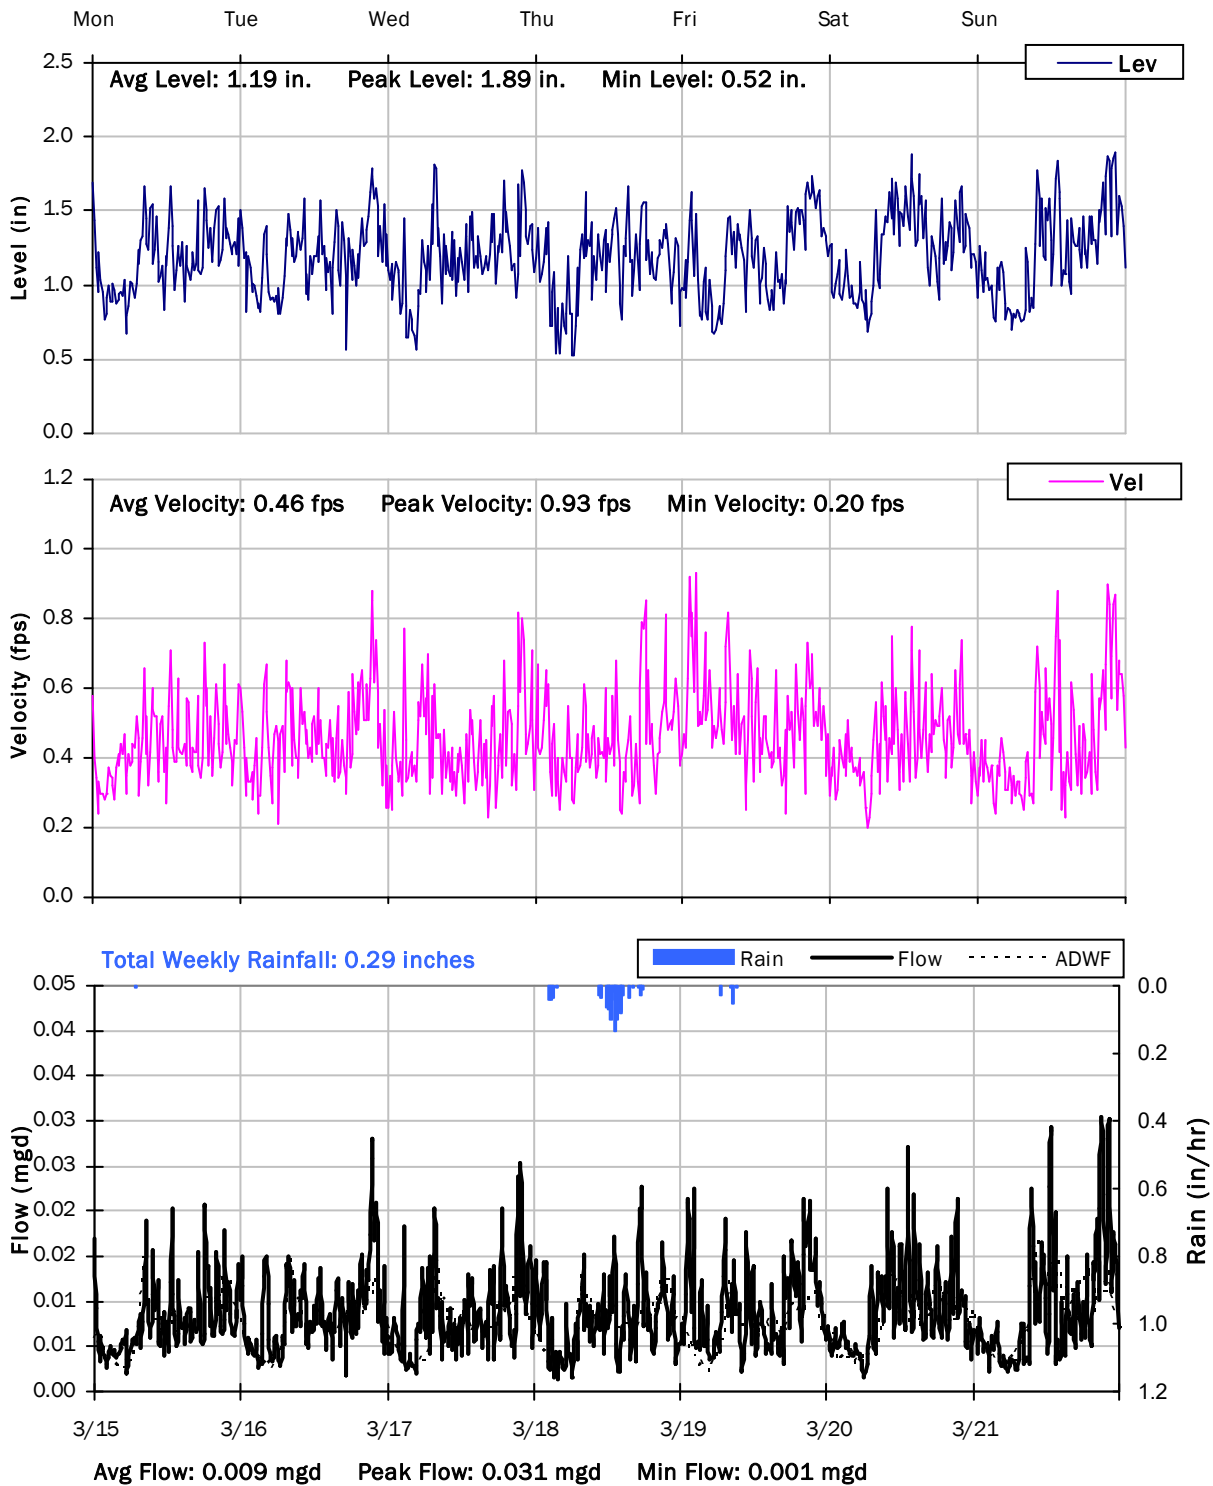 Mon Tue Wed Thu Fri Sat Sun
2.5
Avg Level: 1.19 in. Peak Level: 1.89 in. Min Level: 0.52 in.
Lev
2.0
1.5
1.0
0.5
0.0
Level (in)
1.2
Avg Velocity: 0.46 fps Peak Velocity: 0.93 fps Min Velocity: 0.20 fps
Vel
1.0
0.8
0.6
0.4
0.2
0.0
Velocity (fps)
Total Weekly Rainfall: 0.29 inches
Rain Flow ADWF
0.05
0.04
0.04
0.03
0.03
0.02
0.02
0.01
0.01
0.00
Flow (mgd)
0.0
0.2
0.4
0.6
0.8
1.0
1.2
Rain (in/hr)
3/15 3/16 3/17 3/18 3/19 3/20 3/21
Avg Flow: 0.009 mgd Peak Flow: 0.031 mgd Min Flow: 0.001 mgd